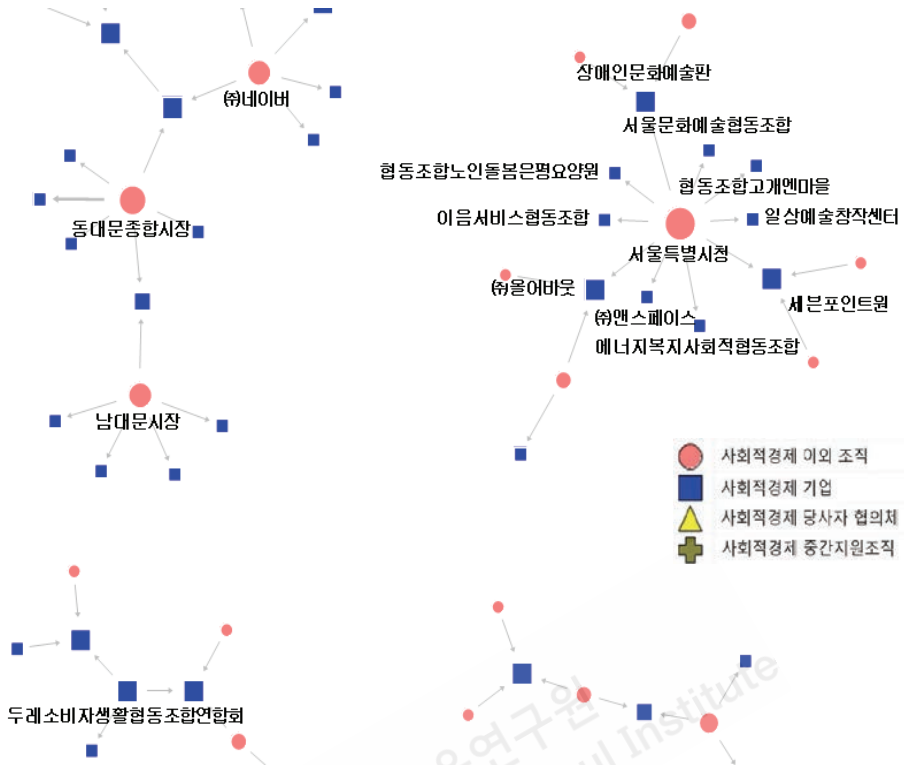 장애인문화예술판
㈜네이버
서울문화예술협동조합
협동조합노인돌봄은평요양원
협동조합고개엔마을
이음서비스협동조합
일상예술창작센터
동대문종합시장
서울특별시청
㈜올어바웃
세븐포인트원
㈜앤스페이스
에너지복지사회적협동조합
남대문시장
사회적경제 이외 조직
사회적경제 기업
사회적경제 당사자 협의체
사회적경제 중간지원조직
두레소비자생활협동조합연합회
연구원
Institute